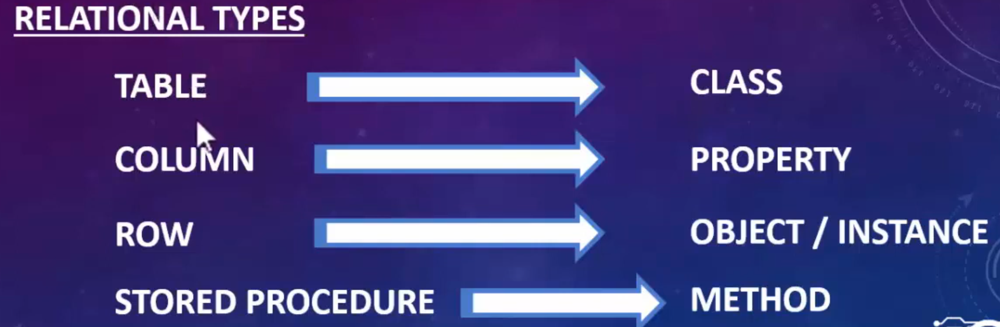 RELATIONAL TYPES
TABLE CLASS
COLUMN PROPERTY
ROW OBJECT / INSTANCE
STORED PROCEDURE METHOD